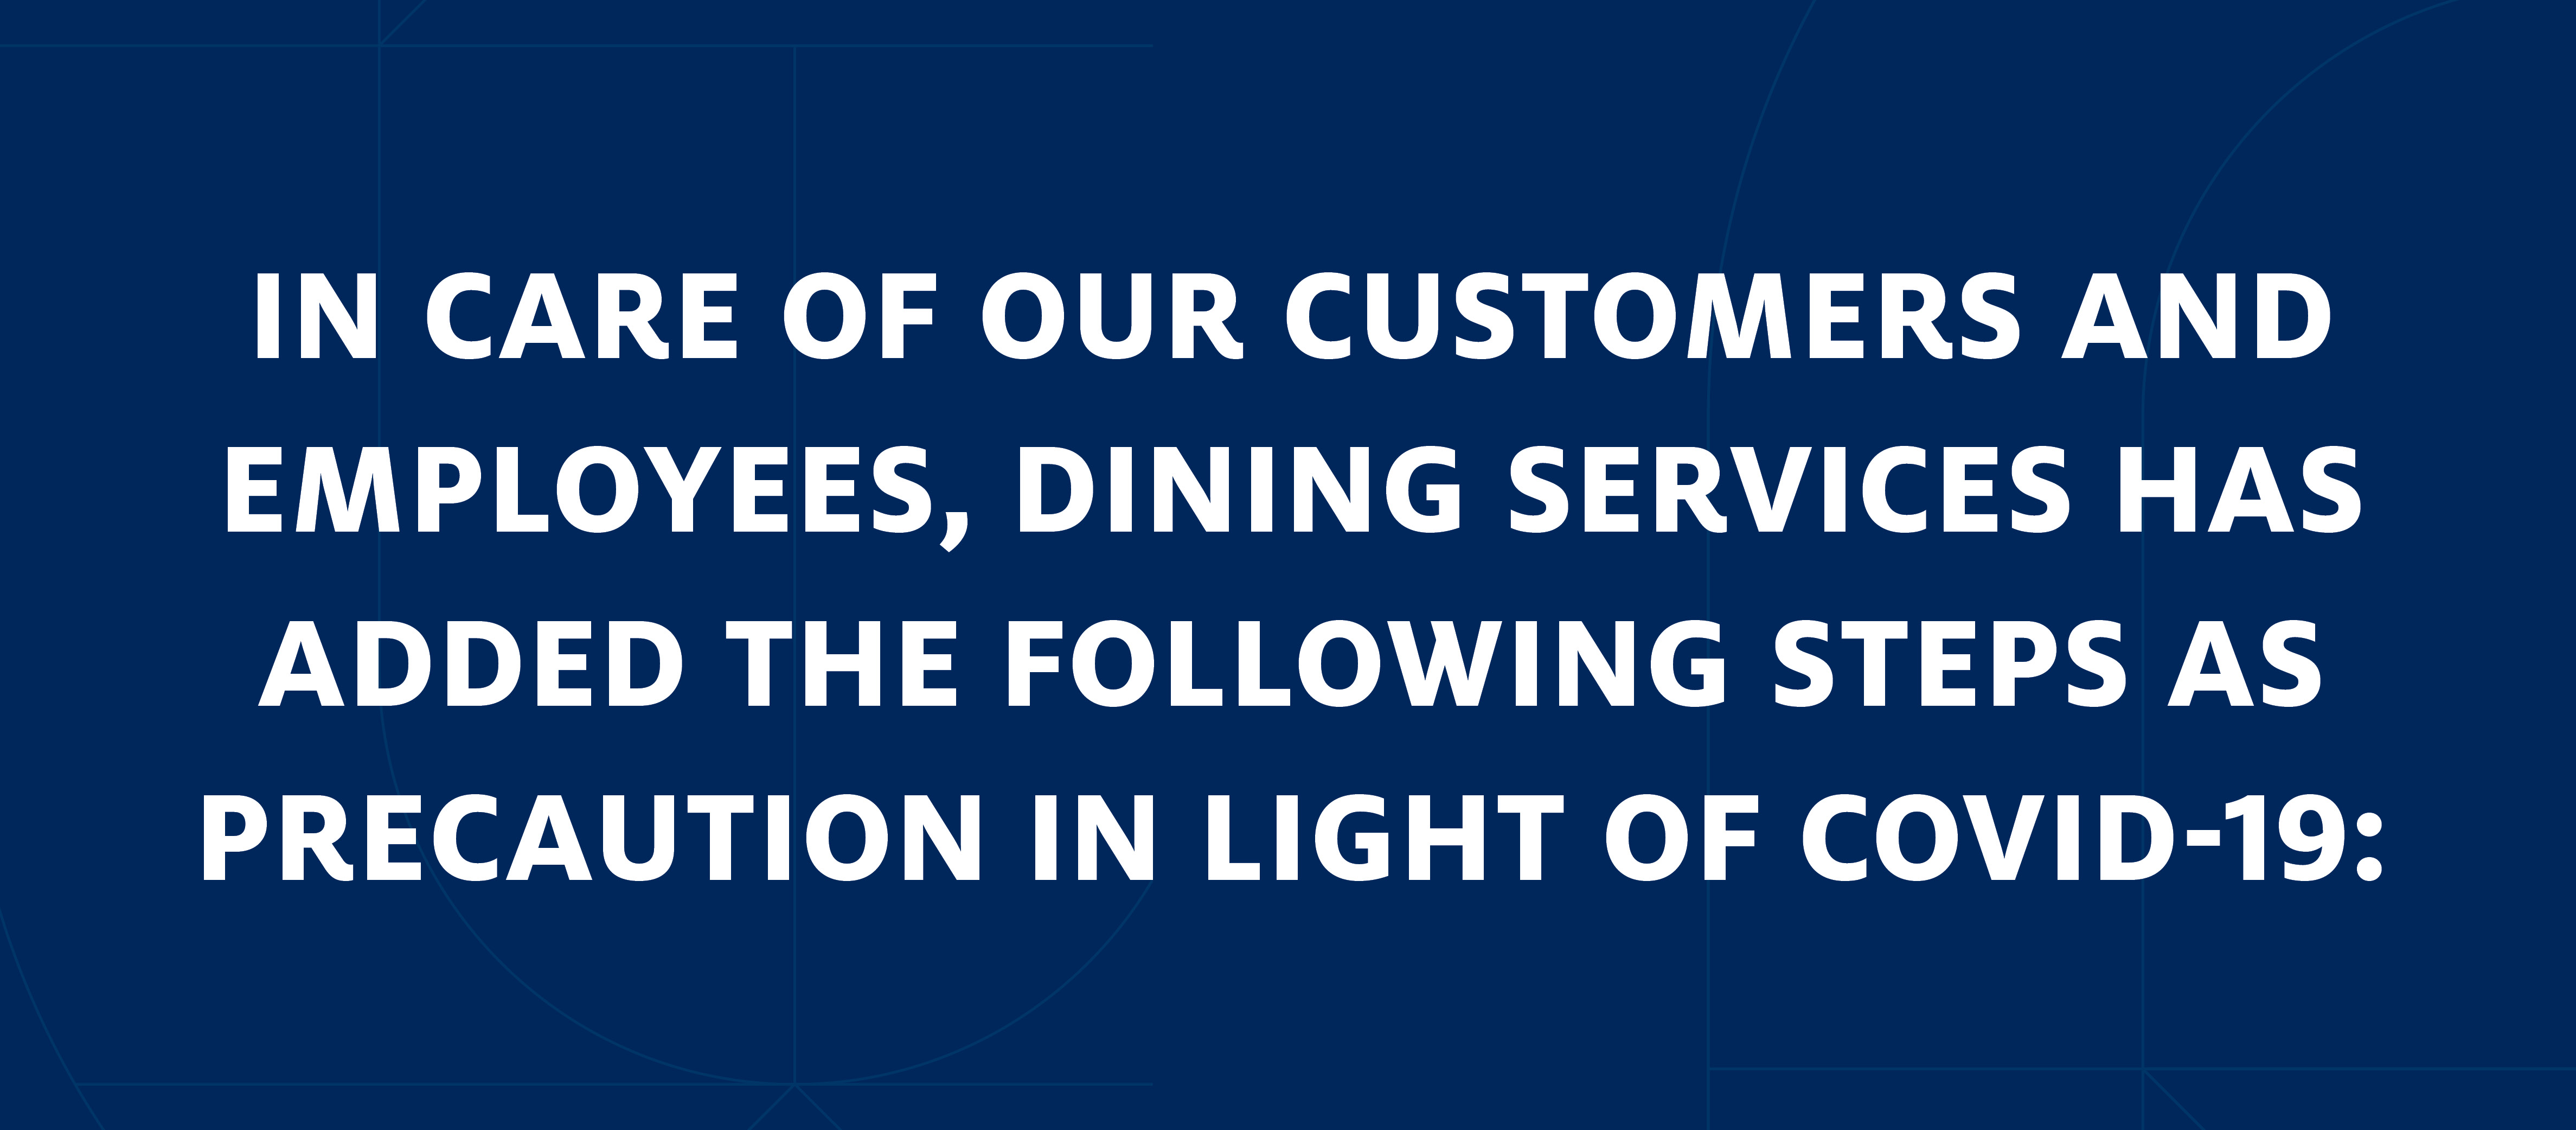 IN CARE OF OUR CUSTOMERS AND
EMPLOYEES, DINING SERVICES HAS
ADDED THE FOLLOWING STEPS AS
PRECAUTION IN LIGHT OF COVID-19: